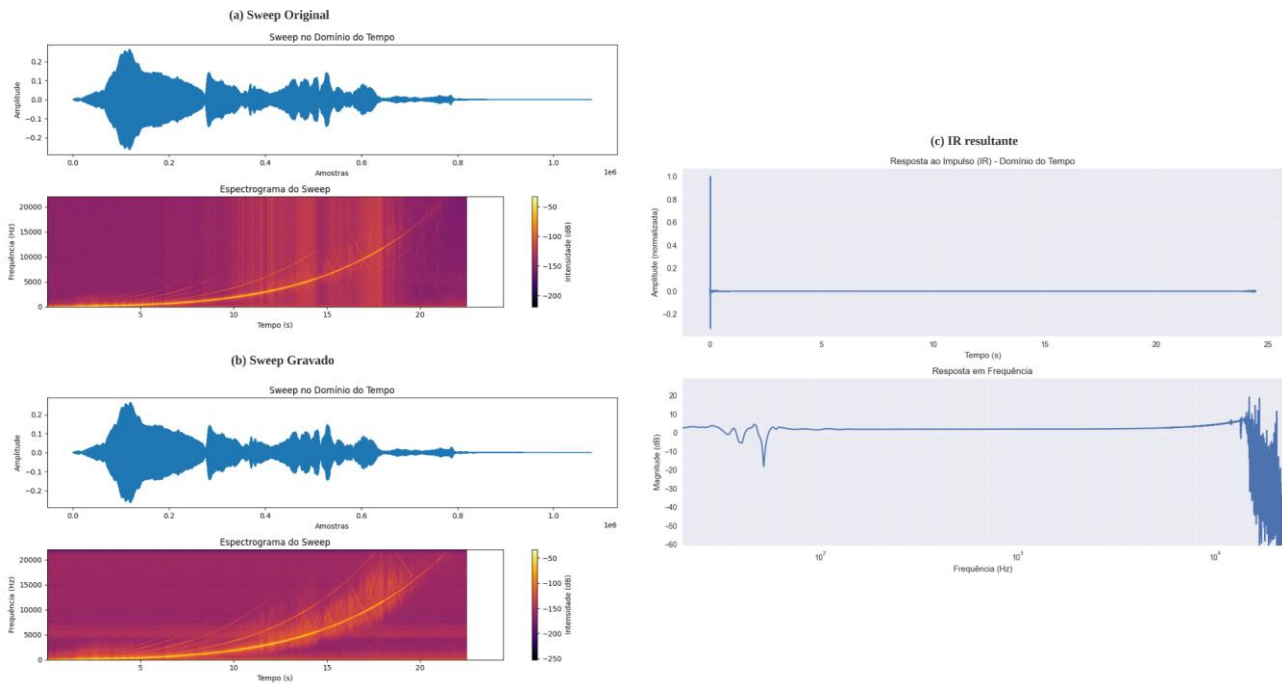 (a) Sweep Original
Sweep no Domínio do Tempo
Amplitude
0.2
0.1
0.0
−0.1
−0.2
0.0 0.2 0.4 0.6 0.8 1.0
1e6
Amostras
Espectrograma do Sweep
Frequência (Hz)
20000
15000
10000
5000
0
5 10 15 20
Tempo (s)
−50
−100
−150
−200
Intensidade (dB)
(b) Sweep Gravado
Sweep no Domínio do Tempo
Amplitude
0.2
0.1
0.0
−0.1
−0.2
0.0 0.2 0.4 0.6 0.8 1.0
1e6
Amostras
Espectrograma do Sweep
Frequência (Hz)
20000
15000
10000
5000
0
5 10 15 20
Tempo (s)
−50
−100
−150
−200
−250
Intensidade (dB)
(c) IR resultante
Resposta ao Impulso (IR) - Domínio do Tempo
Amplitude (normalizada)
1.0
0.8
0.6
0.4
0.2
0.0
−0.2
0 5 10 15 20 25
Tempo (s)
Resposta em Frequência
Magnitude (dB)
20
10
0
−10
−20
−30
−40
−50
−60
10² 10³ 10⁴
Frequência (Hz)